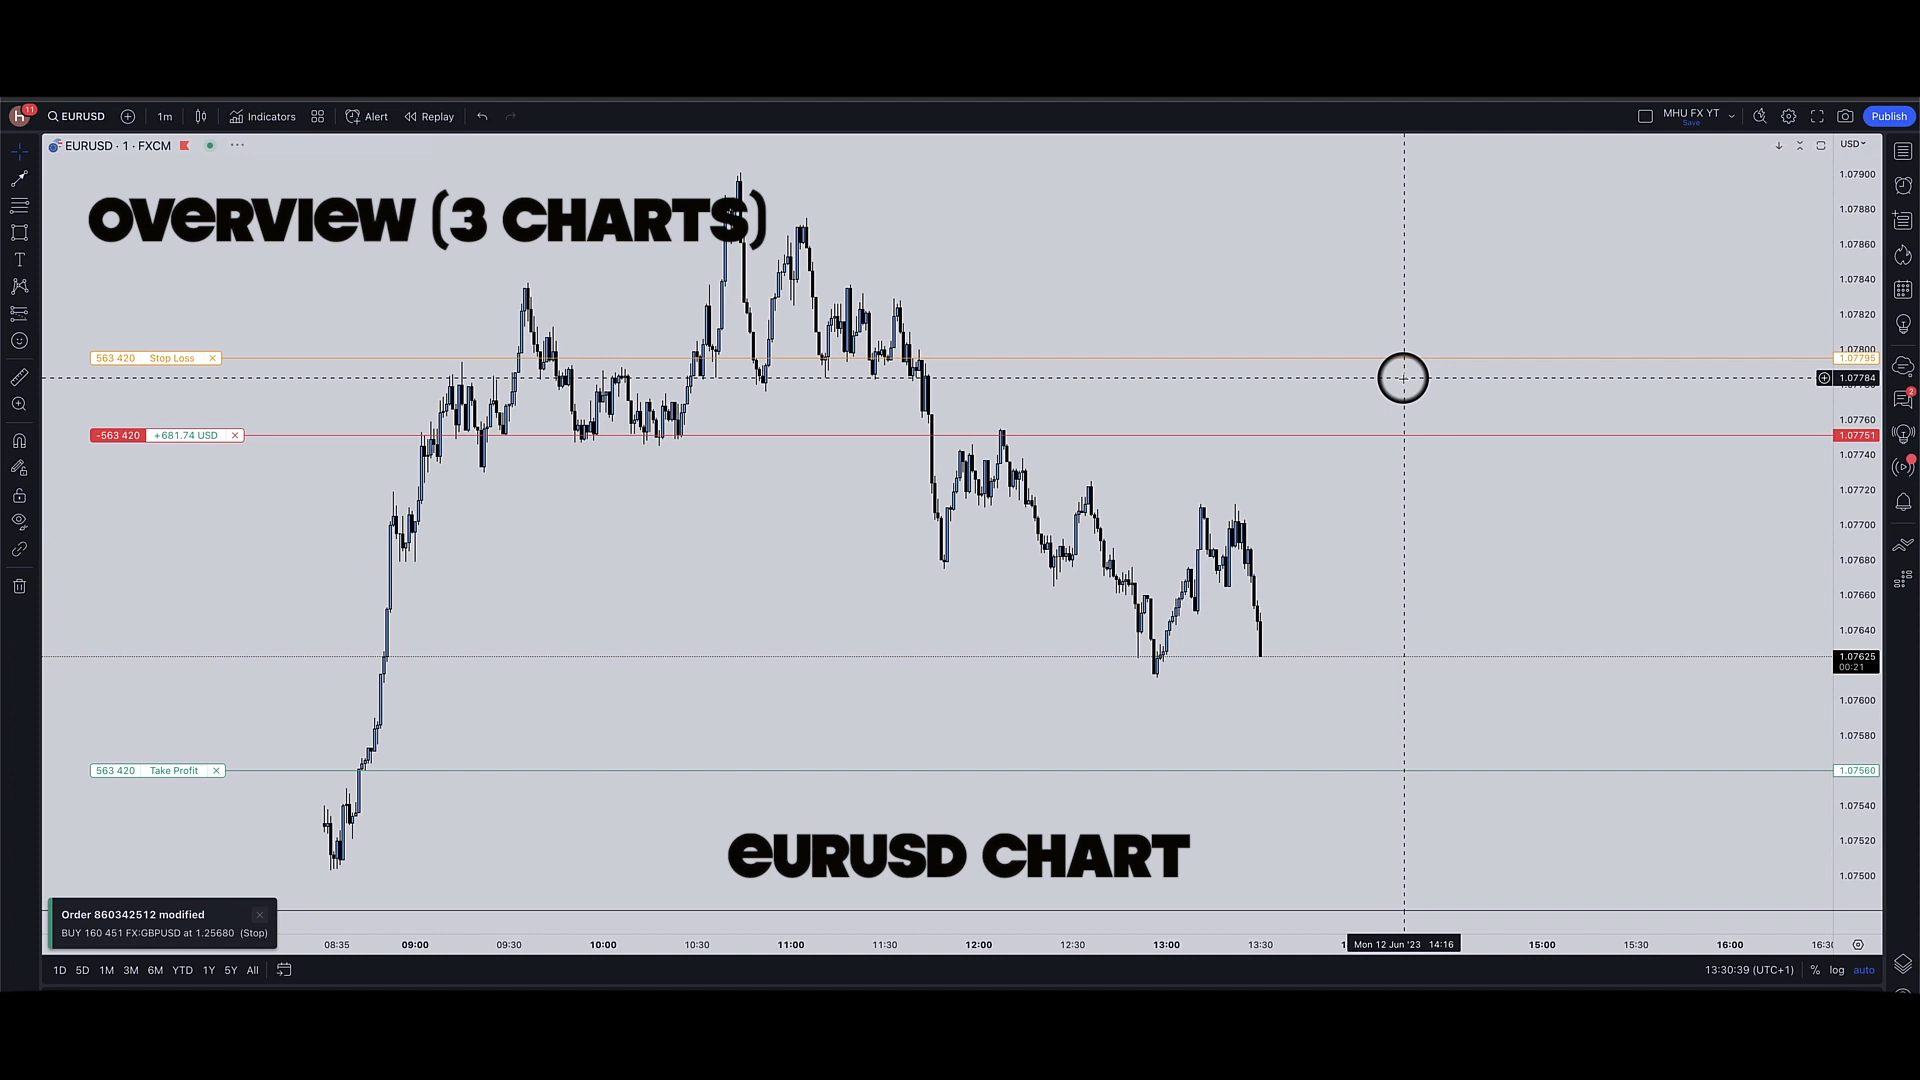 h 11 EURUSD 1m Indicators Alert Replay MHU FX YT Save Publish
EURUSD · 1 · FXCM USD
OVERVIEW (3 CHARTS)
1.07900
1.07880
1.07860
1.07840
1.07820
1.07800
563 420 Stop Loss 1.07795
1.07784
1.07760
-563 420 +681.74 USD 1.07751
1.07740
1.07720
1.07700
1.07680
1.07660
1.07640
1.07625
00:21
1.07600
1.07580
563 420 Take Profit 1.07560
1.07540
1.07520
1.07500
EURUSD CHART
Order 860342512 modified
BUY 160 451 FX:GBPUSD at 1.25680 (Stop)
08:35 09:00 09:30 10:00 10:30 11:00 11:30 12:00 12:30 13:00 13:30 Mon 12 Jun '23 14:16 15:00 15:30 16:00
1D 5D 1M 3M 6M YTD 1Y 5Y All 13:30:39 (UTC+1) % log auto
2